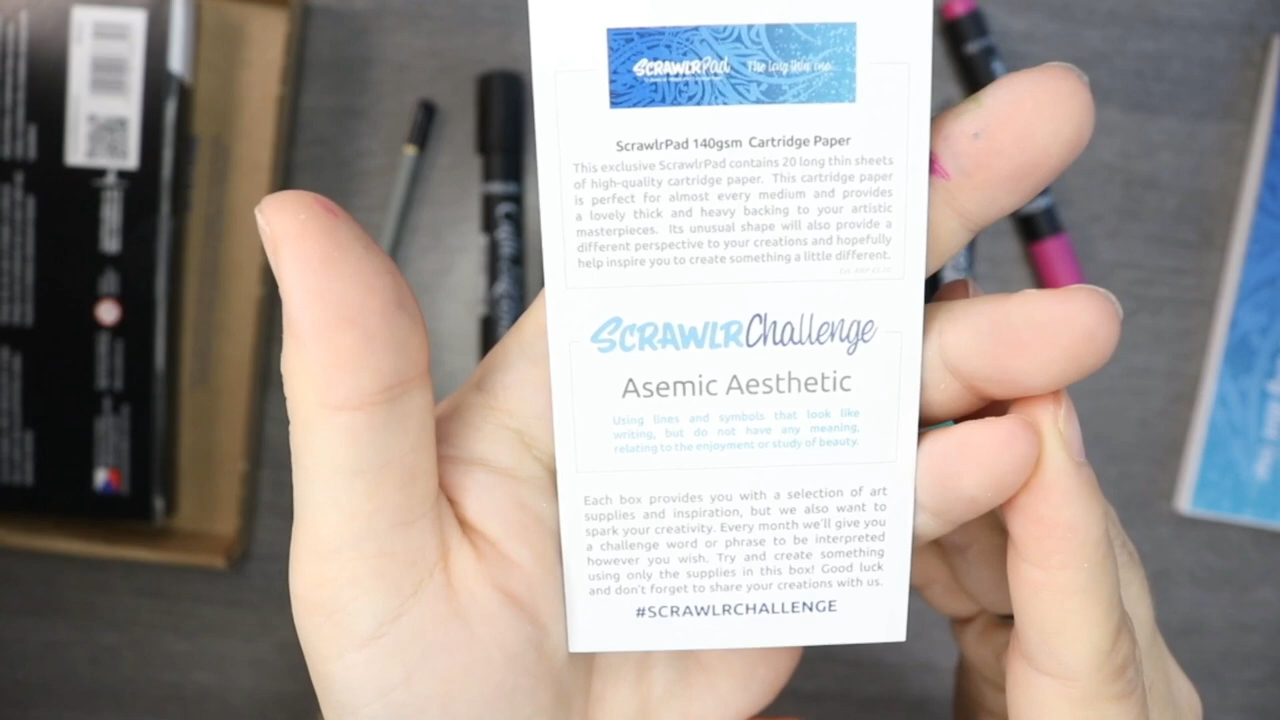 SCRAWLRPad The long thin one.
ScrawlrPad 140gsm Cartridge Paper
This exclusive ScrawlrPad contains 20 long thin sheets
of high-quality cartridge paper. This cartridge paper
is perfect for almost every medium and provides
a lovely thick and heavy backing to your artistic
masterpieces. Its unusual shape will also provide a
different perspective to your creations and hopefully
help inspire you to create something a little different.
SCRAWLRChallenge
Asemic Aesthetic
Using lines and symbols that look like
writing, but do not have any meaning,
relating to the enjoyment or study of beauty.
Each box provides you with a selection of art
supplies and inspiration, but we also want to
spark your creativity. Every month we'll give you
a challenge word or phrase to be interpreted
however you wish. Try and create something
using only the supplies in this box! Good luck
and don't forget to share your creations with us.
#SCRAWLRCHALLENGE